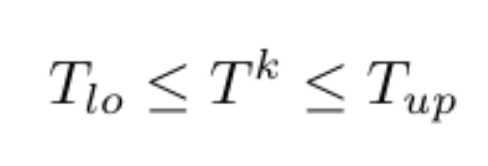 T_{lo} ≤ T^k ≤ T_{up}